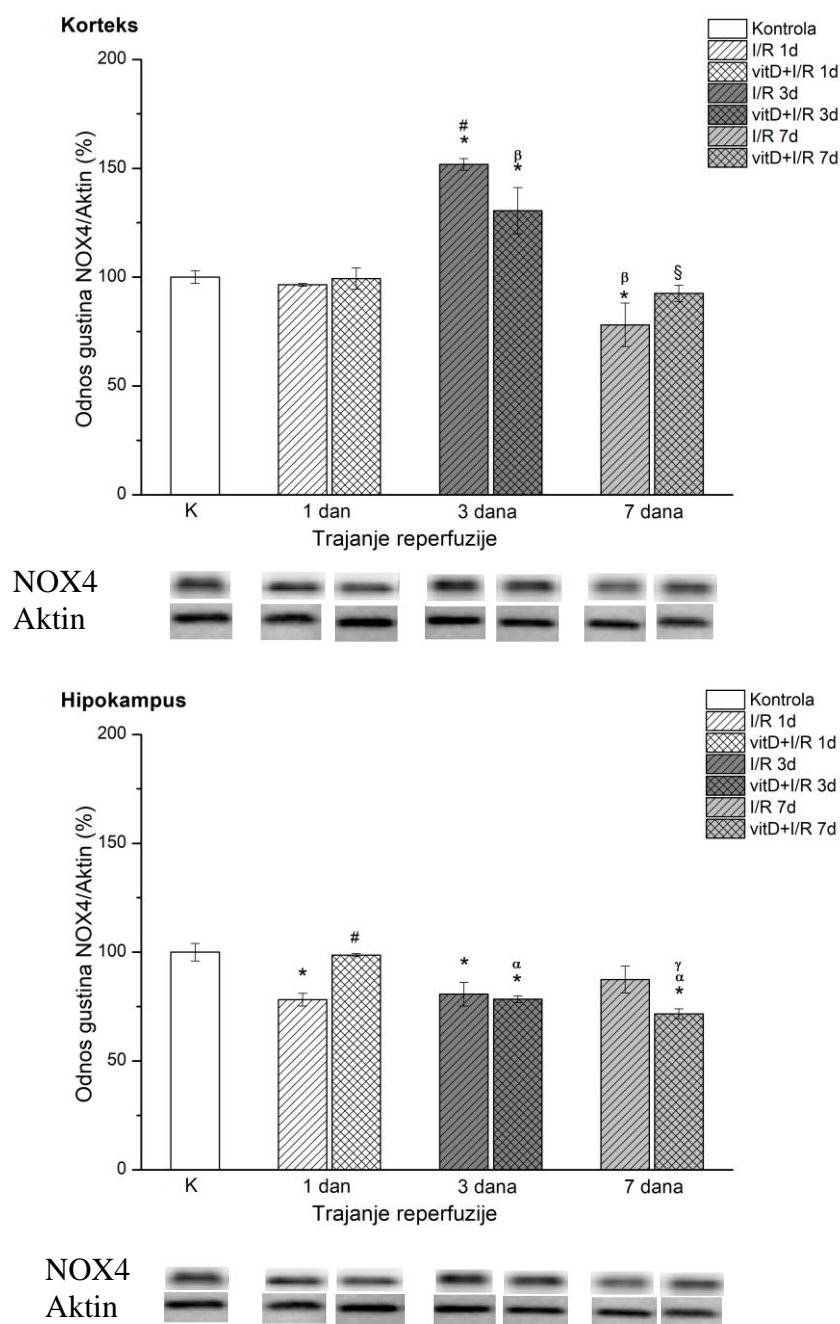 Korteks
Kontrola
I/R 1d
vitD+I/R 1d
I/R 3d
vitD+I/R 3d
I/R 7d
vitD+I/R 7d
Odnos gustina NOX4/Aktin (%)
200
150
100
50
0
#
*
β
*
β
*
§
K
1 dan
3 dana
7 dana
Trajanje reperfuzije
NOX4
Aktin
Hipokampus
Kontrola
I/R 1d
vitD+I/R 1d
I/R 3d
vitD+I/R 3d
I/R 7d
vitD+I/R 7d
Odnos gustina NOX4/Aktin (%)
200
150
100
50
0
*
#
*
α
*
γ
α
*
K
1 dan
3 dana
7 dana
Trajanje reperfuzije
NOX4
Aktin